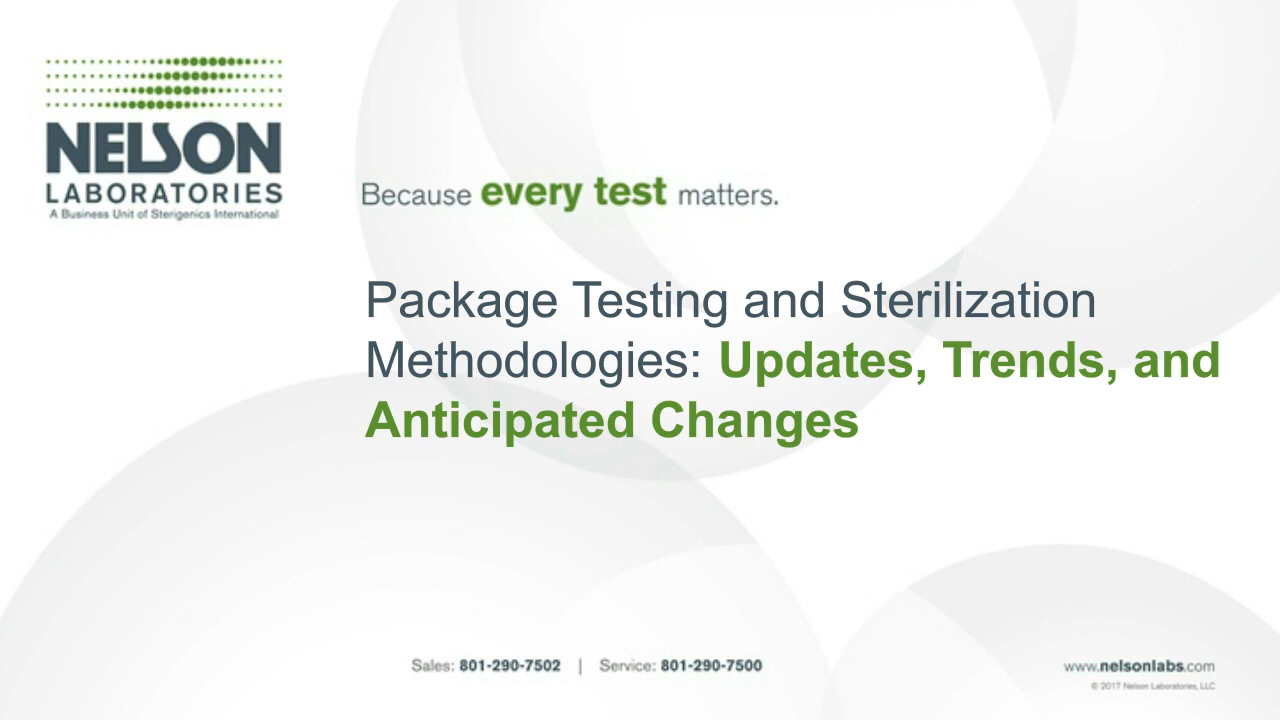 NELSON
LABORATORIES
A Business Unit of Sterigenics International
Because every test matters.
Package Testing and Sterilization
Methodologies: Updates, Trends, and
Anticipated Changes
Sales: 801-290-7502 | Service: 801-290-7500
www.nelsonlabs.com
© 2017 Nelson Laboratories, LLC